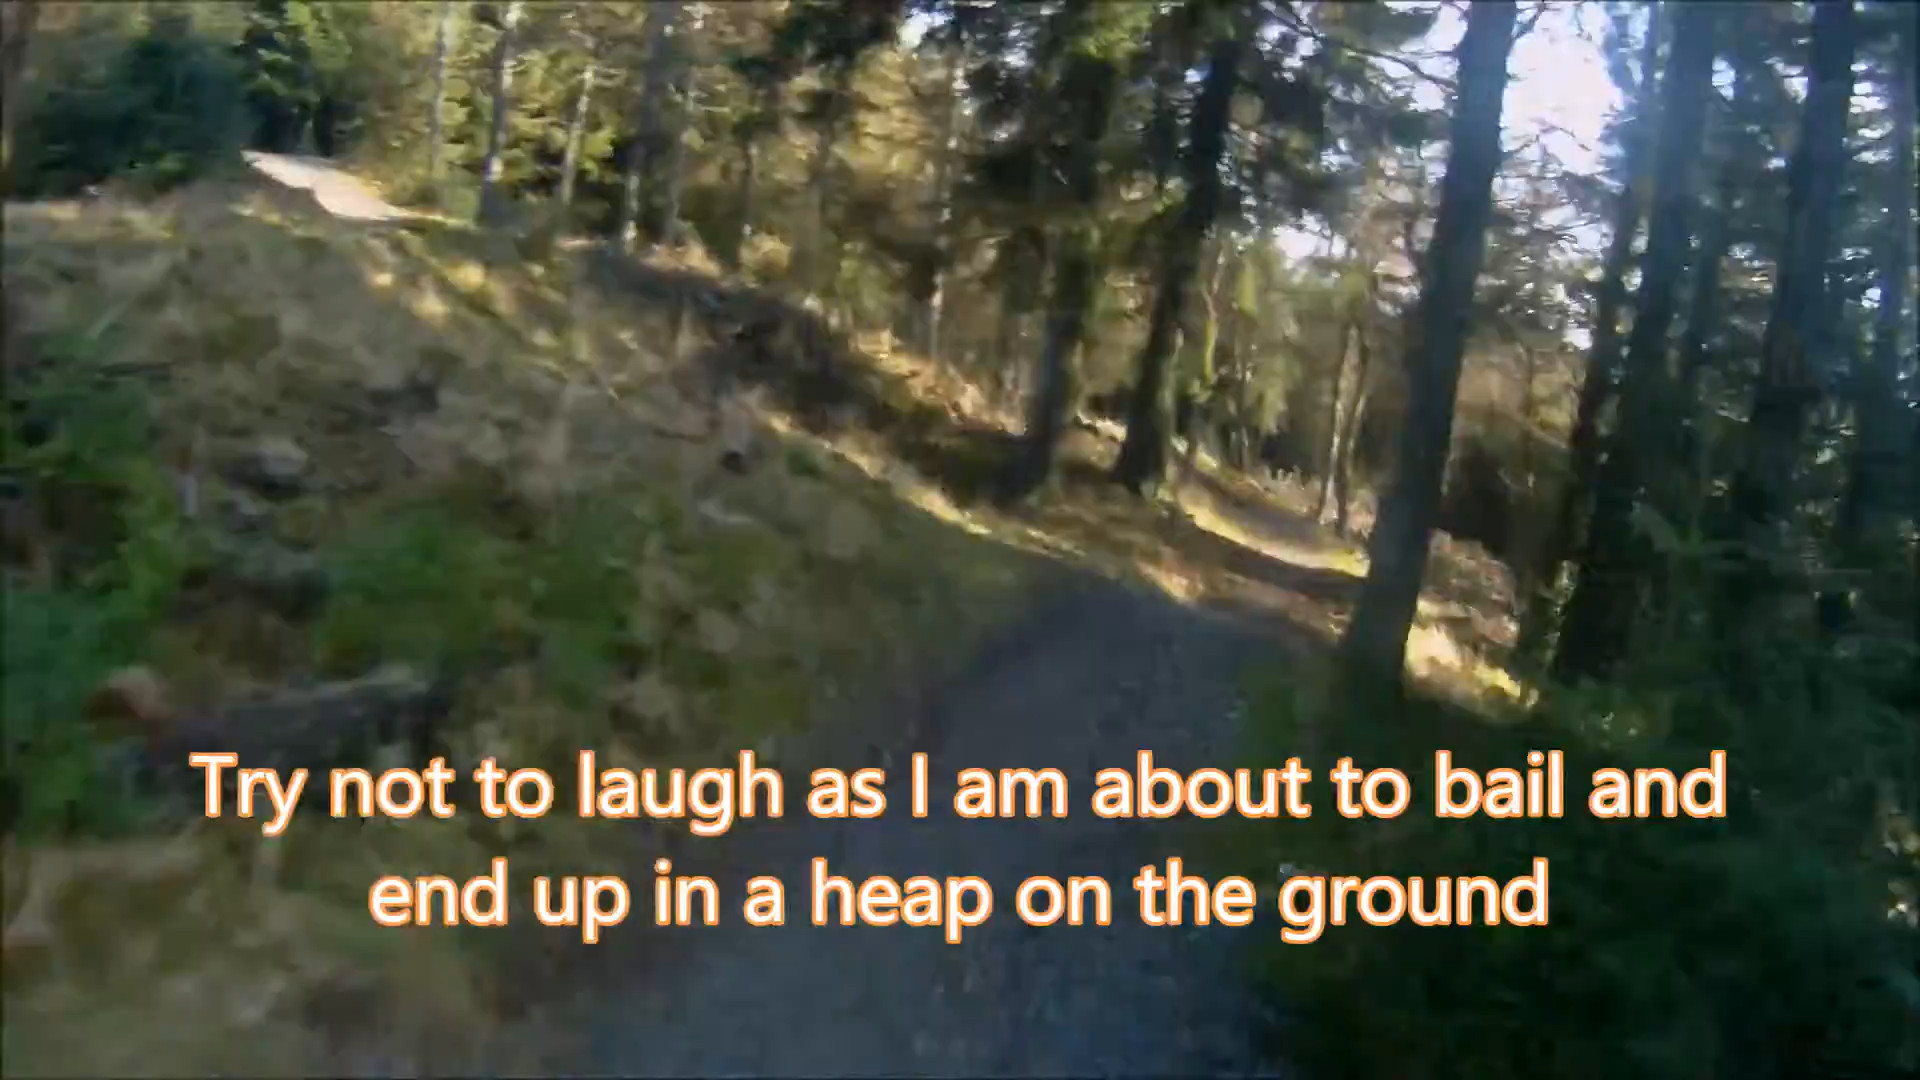 Try not to laugh as I am about to bail and
end up in a heap on the ground